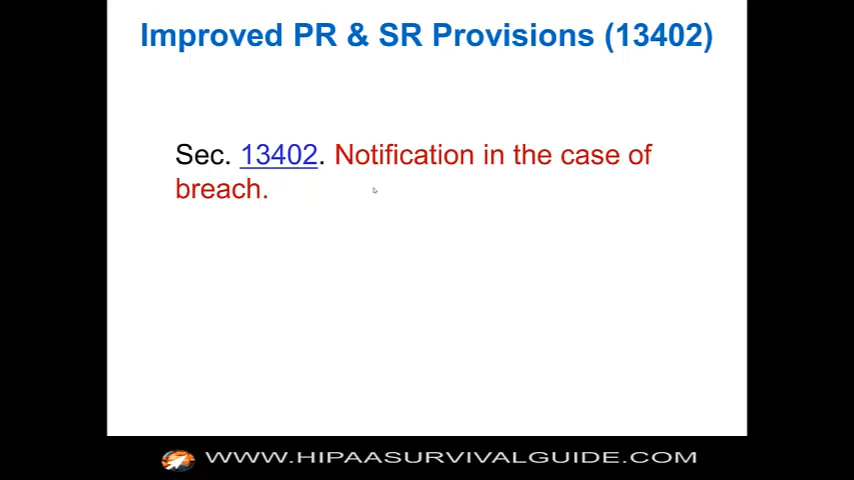 Improved PR & SR Provisions (13402)
Sec. 13402. Notification in the case of
breach.
WWW.HIPAASURVIVALGUIDE.COM